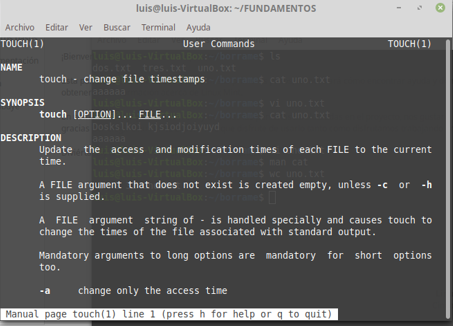 luis@luis-VirtualBox: ~/FUNDAMENTOS
Archivo Editar Ver Buscar Terminal Ayuda
TOUCH(1) User Commands TOUCH(1)
NAME
touch - change file timestamps
SYNOPSIS
touch [OPTION]... FILE...
DESCRIPTION
Update the access and modification times of each FILE to the current
time.
A FILE argument that does not exist is created empty, unless -c or -h
is supplied.
A FILE argument string of - is handled specially and causes touch to
change the times of the file associated with standard output.
Mandatory arguments to long options are mandatory for short options
too.
-a change only the access time
Manual page touch(1) line 1 (press h for help or q to quit)